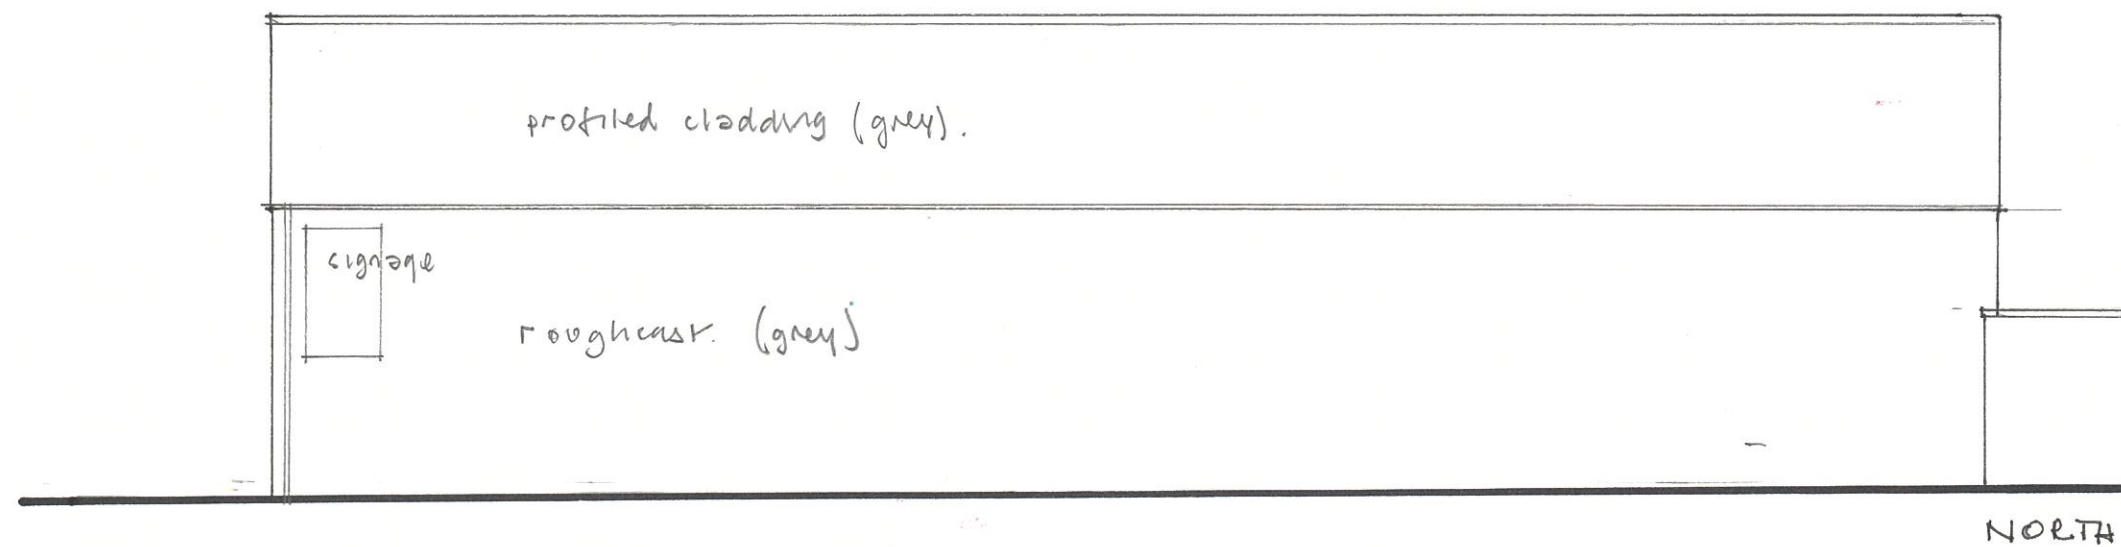 profiled cladding (grey).
signage
roughcast. (grey)
NORTH